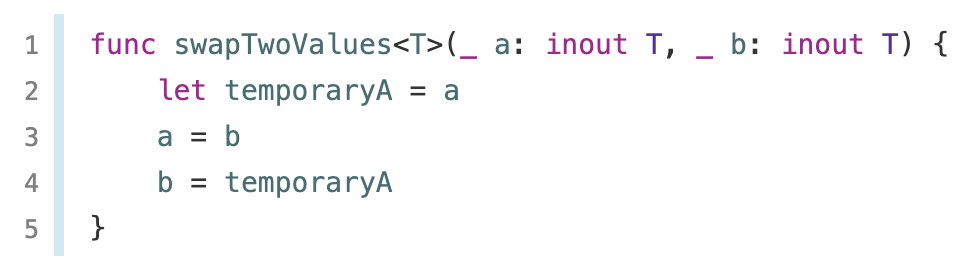 1 func swapTwoValues<T>(_ a: inout T, _ b: inout T) {
2     let temporaryA = a
3     a = b
4     b = temporaryA
5 }